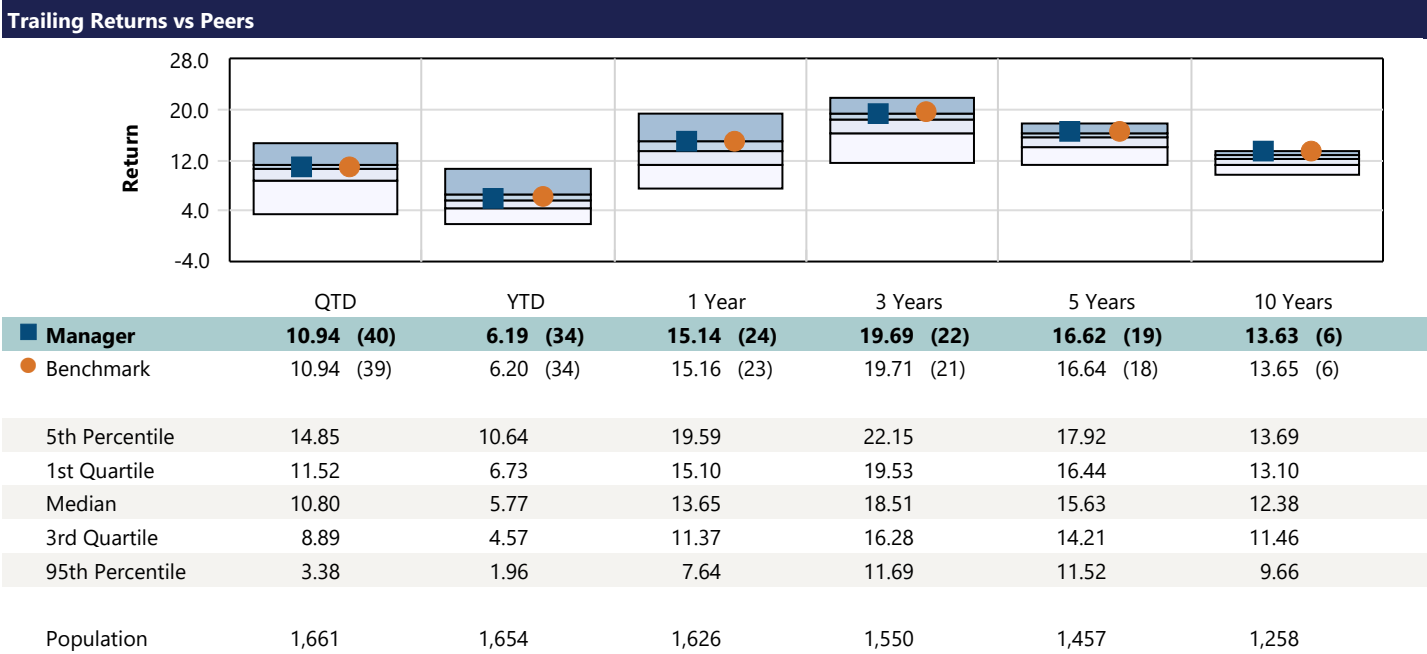 Trailing Returns vs Peers
28.0
20.0
12.0
4.0
-4.0
Return
QTD YTD 1 Year 3 Years 5 Years 10 Years
Manager 10.94 (40) 6.19 (34) 15.14 (24) 19.69 (22) 16.62 (19) 13.63 (6)
Benchmark 10.94 (39) 6.20 (34) 15.16 (23) 19.71 (21) 16.64 (18) 13.65 (6)
5th Percentile 14.85 10.64 19.59 22.15 17.92 13.69
1st Quartile 11.52 6.73 15.10 19.53 16.44 13.10
Median 10.80 5.77 13.65 18.51 15.63 12.38
3rd Quartile 8.89 4.57 11.37 16.28 14.21 11.46
95th Percentile 3.38 1.96 7.64 11.69 11.52 9.66
Population 1,661 1,654 1,626 1,550 1,457 1,258